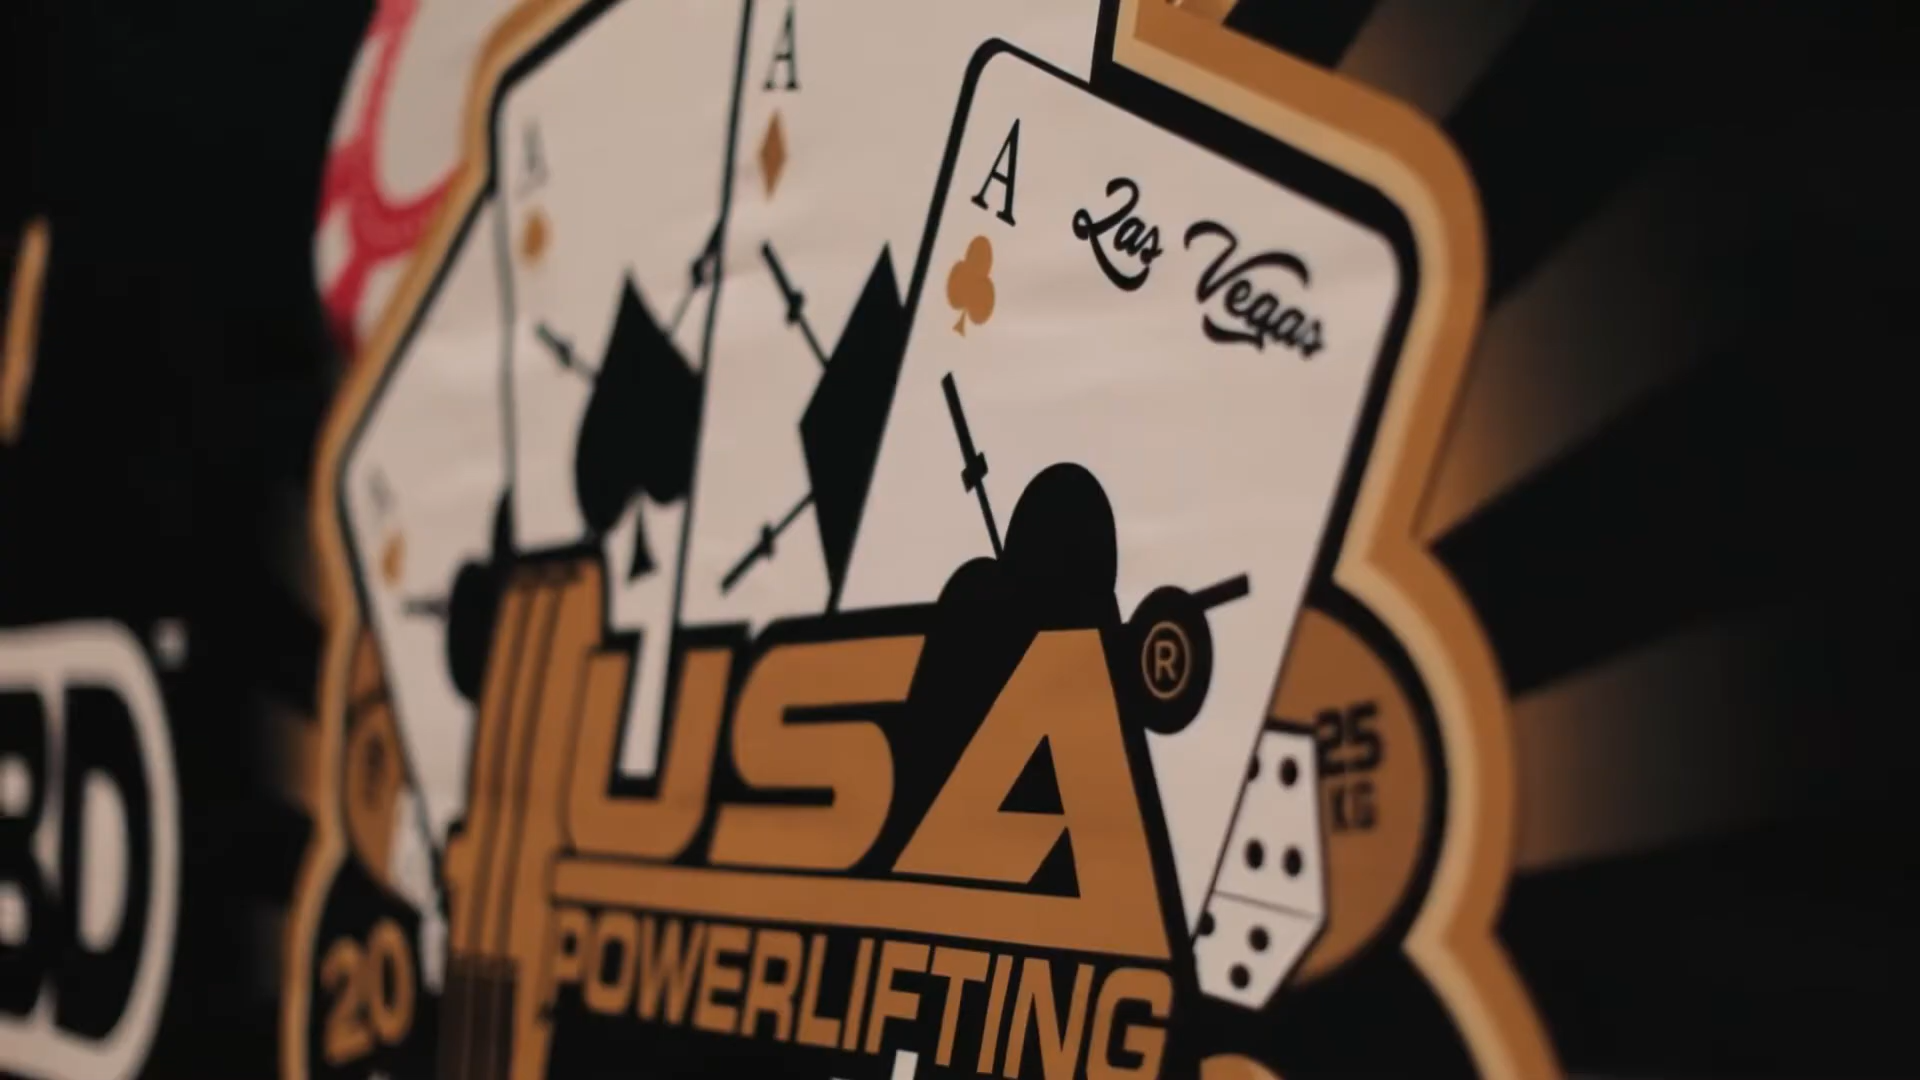 A
A
A
Las Vegas
A
USA®
25
KG
20
POWERLIFTING